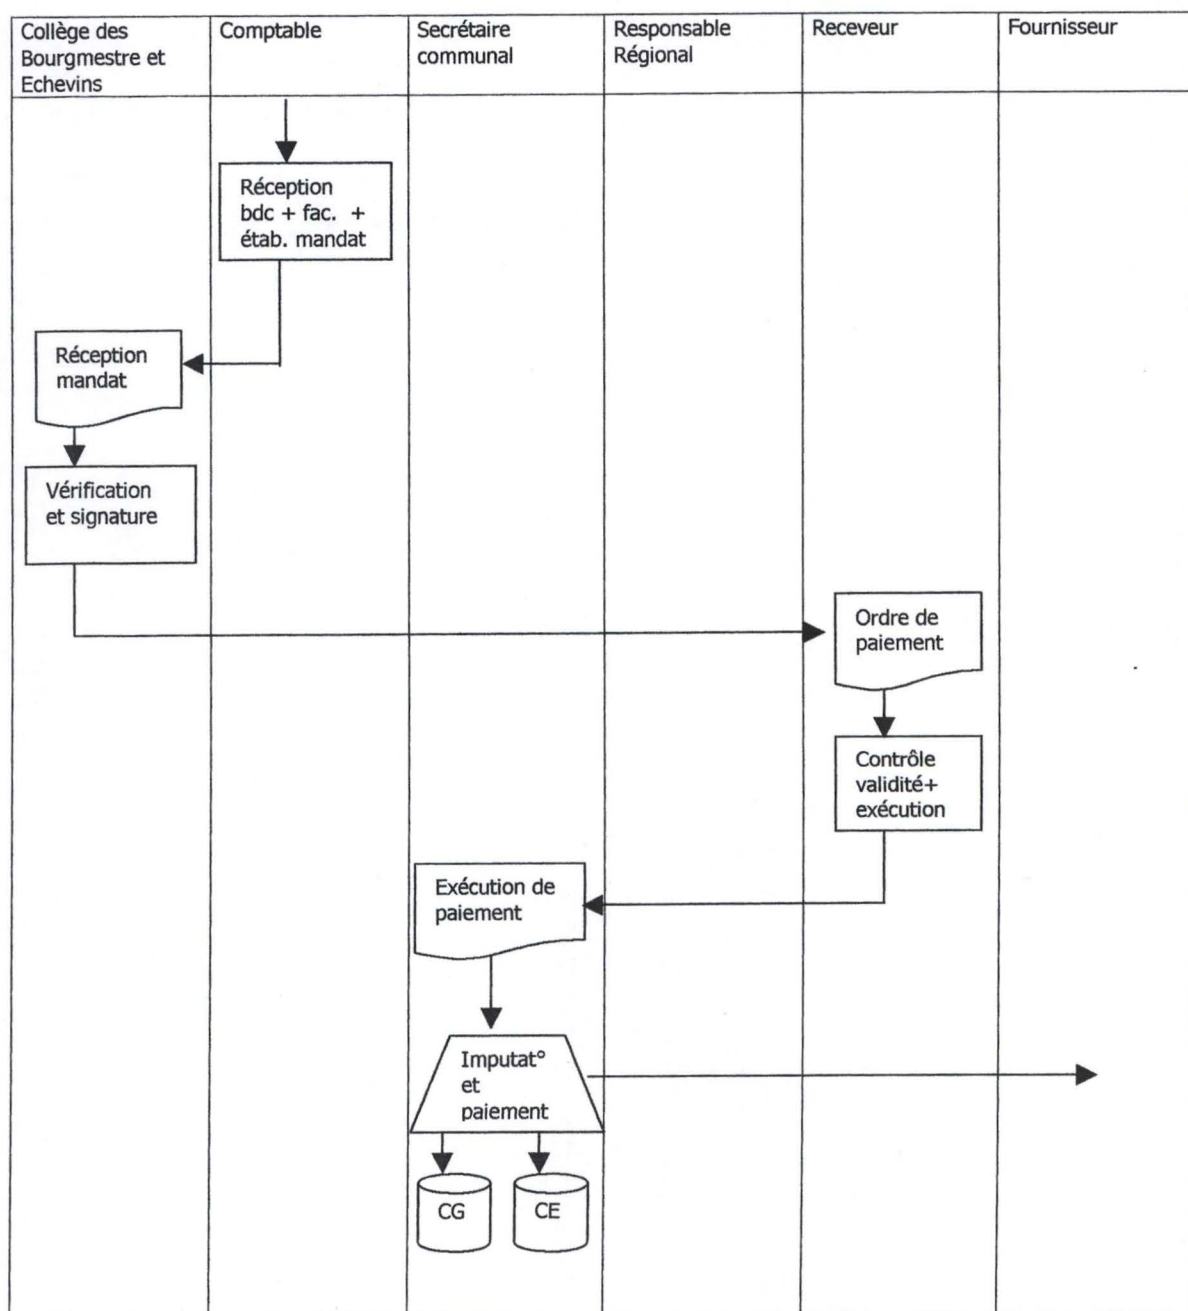 Collège des
Bourgmestre et
Echevins
Comptable
Secrétaire
communal
Responsable
Régional
Receveur
Fournisseur
Réception
bdc + fac. +
étab. mandat
Réception
mandat
Vérification
et signature
Ordre de
paiement
Contrôle
validité+
exécution
Exécution de
paiement
Imputat°
et
paiement
CG
CE